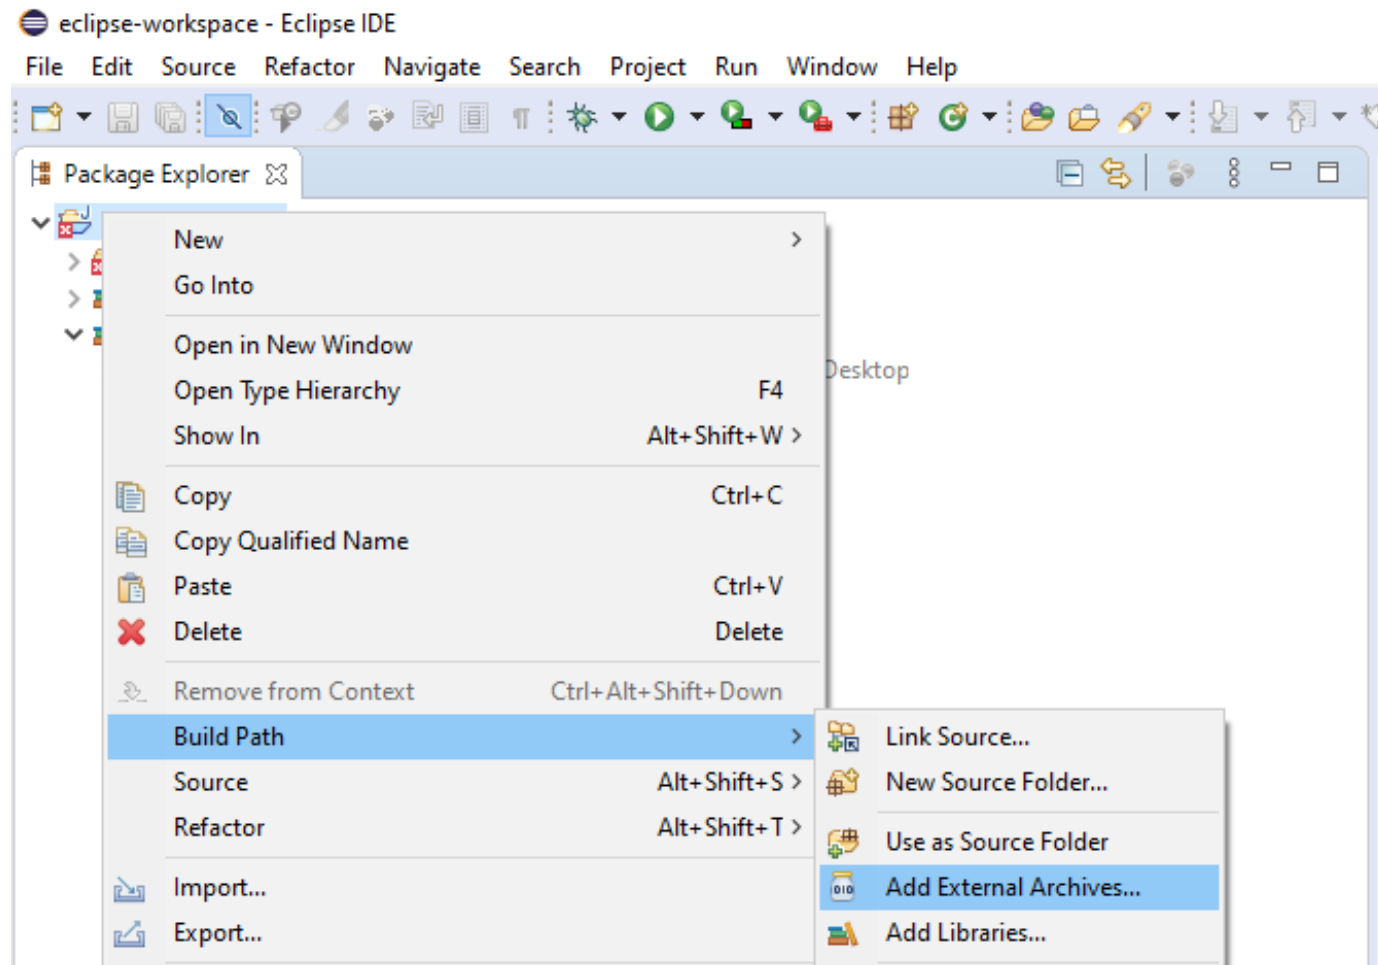 eclipse-workspace - Eclipse IDE
File Edit Source Refactor Navigate Search Project Run Window Help
Package Explorer
New
Go Into
Open in New Window
Desktop
Open Type Hierarchy F4
Show In Alt+Shift+W
Copy Ctrl+C
Copy Qualified Name
Paste Ctrl+V
Delete Delete
Remove from Context Ctrl+Alt+Shift+Down
Build Path
Source Alt+Shift+S
Refactor Alt+Shift+T
Import...
Export...
Link Source...
New Source Folder...
Use as Source Folder
Add External Archives...
Add Libraries...